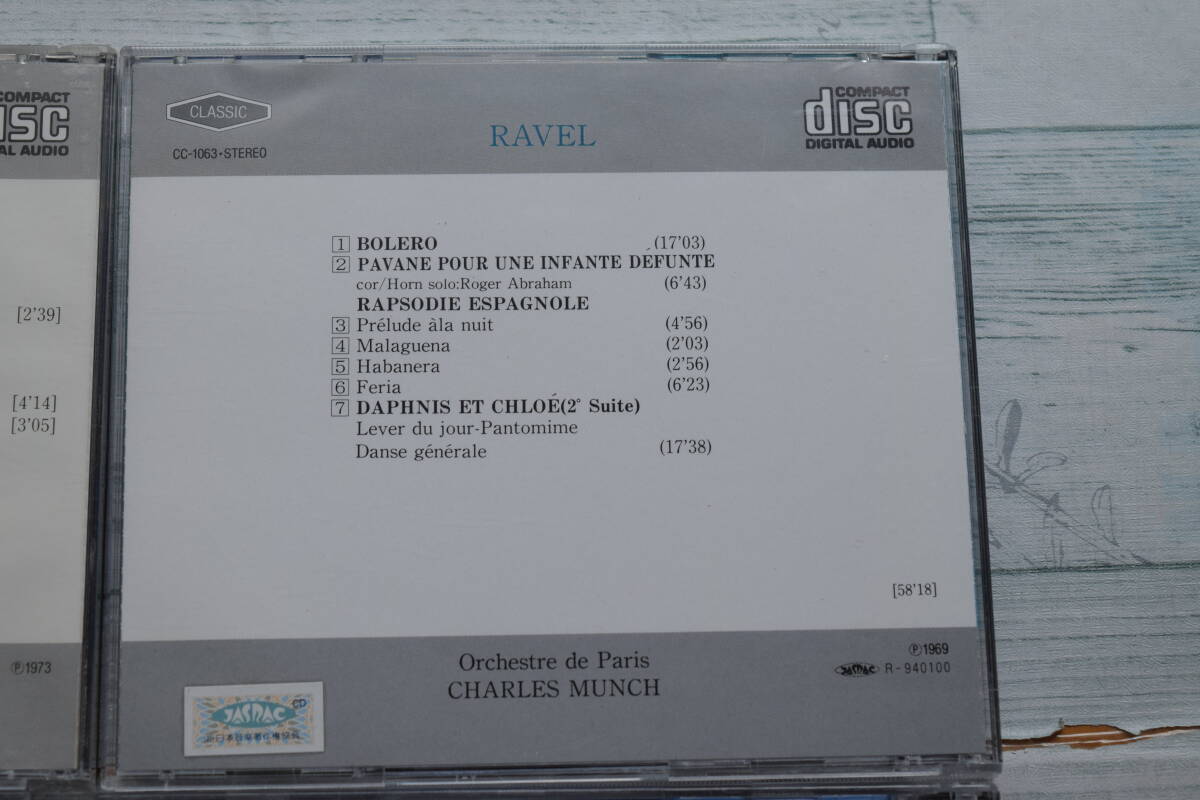 COMPACT
DIGITAL AUDIO
[2'39]
[4'14]
[3'05]
Ⓟ1973
CLASSIC
CC-1063・STEREO
RAVEL
COMPACT
disc
DIGITAL AUDIO
1 BOLERO (17'03)
2 PAVANE POUR UNE INFANTE DÉFUNTE
cor/Horn solo:Roger Abraham (6'43)
RAPSODIE ESPAGNOLE
3 Prélude àla nuit (4'56)
4 Malaguena (2'03)
5 Habanera (2'56)
6 Feria (6'23)
7 DAPHNIS ET CHLOÉ(2° Suite)
Lever du jour-Pantomime
Danse générale (17'38)
[58'18]
Orchestre de Paris
CHARLES MUNCH
Ⓟ1969
JASRAC R-940100
CD
JASRAC